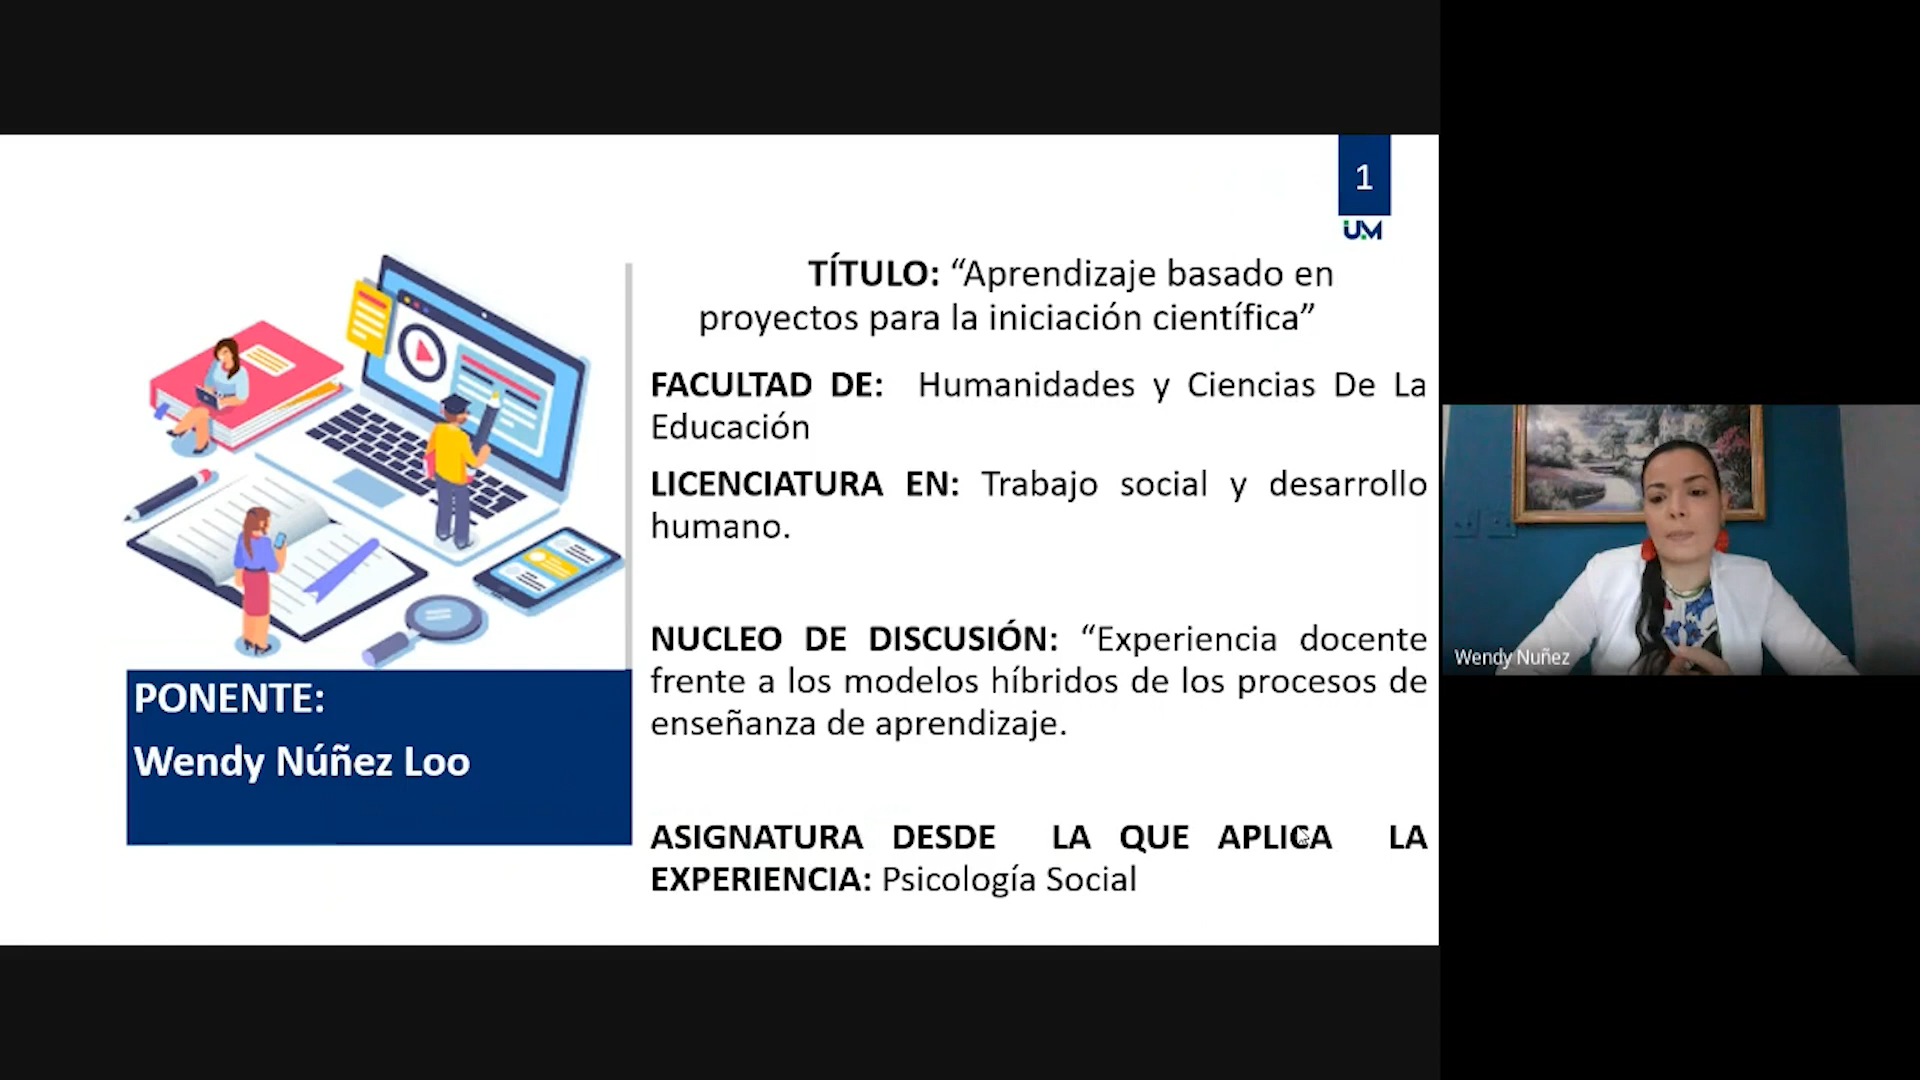 1
UM
TÍTULO: “Aprendizaje basado en
proyectos para la iniciación científica”
FACULTAD DE: Humanidades y Ciencias De La
Educación
LICENCIATURA EN: Trabajo social y desarrollo
humano.
NUCLEO DE DISCUSIÓN: “Experiencia docente
frente a los modelos híbridos de los procesos de
enseñanza de aprendizaje.
ASIGNATURA DESDE LA QUE APLICA LA
EXPERIENCIA: Psicología Social
PONENTE:
Wendy Núñez Loo
Wendy Nuñez